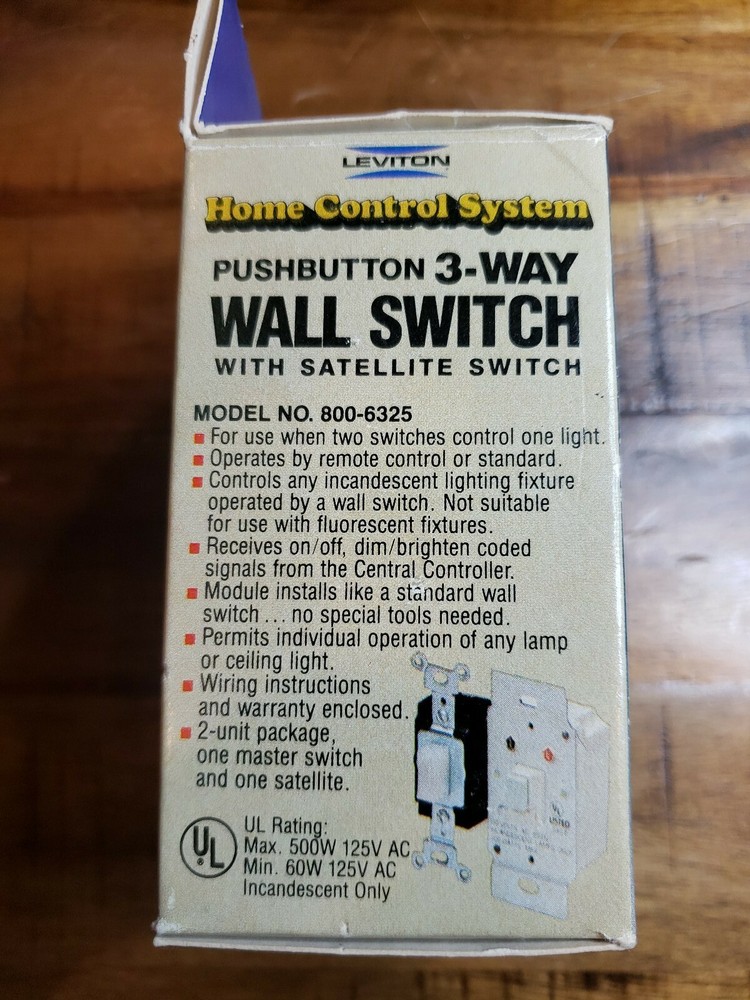 LEVITON
Home Control System
PUSHBUTTON 3-WAY
WALL SWITCH
WITH SATELLITE SWITCH
MODEL NO. 800-6325
▪ For use when two switches control one light.
▪ Operates by remote control or standard.
▪ Controls any incandescent lighting fixture
operated by a wall switch. Not suitable
for use with fluorescent fixtures.
▪ Receives on/off, dim/brighten coded
signals from the Central Controller.
▪ Module installs like a standard wall
switch ... no special tools needed.
▪ Permits individual operation of any lamp
or ceiling light.
▪ Wiring instructions
and warranty enclosed.
▪ 2-unit package,
one master switch
and one satellite.
UL
LISTED
UL®
UL Rating:
Max. 500W 125V AC
Min. 60W 125V AC
Incandescent Only